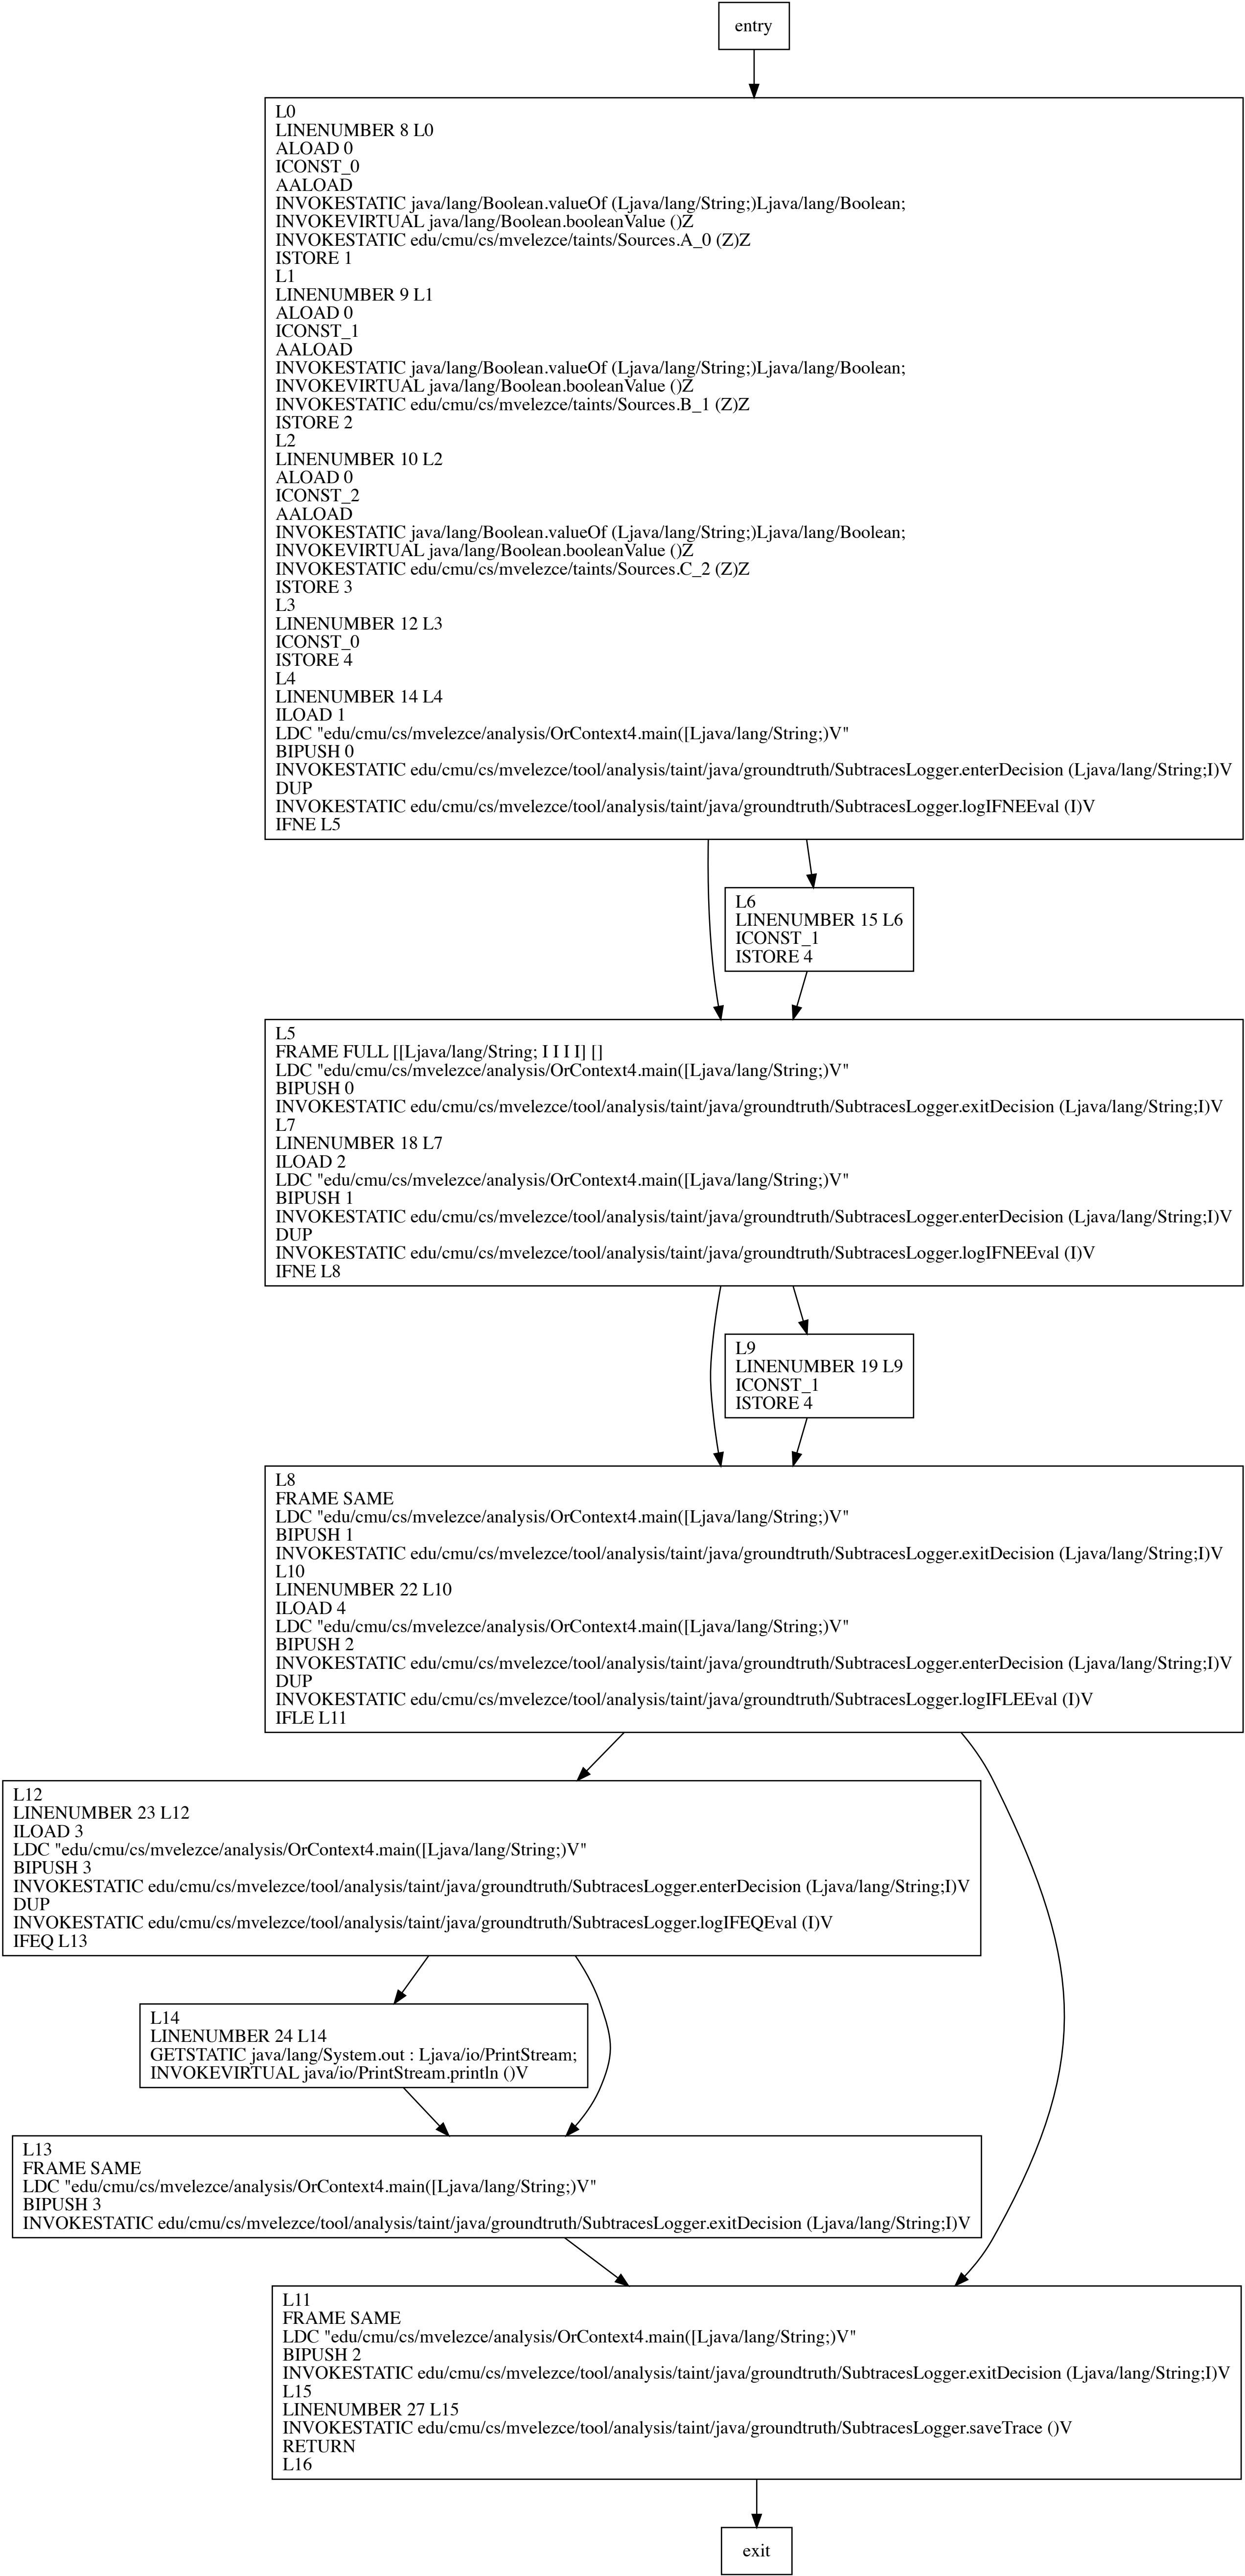 entry
L0
LINENUMBER 8 L0
ALOAD 0
ICONST_0
AALOAD
INVOKESTATIC java/lang/Boolean.valueOf (Ljava/lang/String;)Ljava/lang/Boolean;
INVOKEVIRTUAL java/lang/Boolean.booleanValue ()Z
INVOKESTATIC edu/cmu/cs/mvelezce/taints/Sources.A_0 (Z)Z
ISTORE 1
L1
LINENUMBER 9 L1
ALOAD 0
ICONST_1
AALOAD
INVOKESTATIC java/lang/Boolean.valueOf (Ljava/lang/String;)Ljava/lang/Boolean;
INVOKEVIRTUAL java/lang/Boolean.booleanValue ()Z
INVOKESTATIC edu/cmu/cs/mvelezce/taints/Sources.B_1 (Z)Z
ISTORE 2
L2
LINENUMBER 10 L2
ALOAD 0
ICONST_2
AALOAD
INVOKESTATIC java/lang/Boolean.valueOf (Ljava/lang/String;)Ljava/lang/Boolean;
INVOKEVIRTUAL java/lang/Boolean.booleanValue ()Z
INVOKESTATIC edu/cmu/cs/mvelezce/taints/Sources.C_2 (Z)Z
ISTORE 3
L3
LINENUMBER 12 L3
ICONST_0
ISTORE 4
L4
LINENUMBER 14 L4
ILOAD 1
LDC "edu/cmu/cs/mvelezce/analysis/OrContext4.main([Ljava/lang/String;)V"
BIPUSH 0
INVOKESTATIC edu/cmu/cs/mvelezce/tool/analysis/taint/java/groundtruth/SubtracesLogger.enterDecision (Ljava/lang/String;I)V
DUP
INVOKESTATIC edu/cmu/cs/mvelezce/tool/analysis/taint/java/groundtruth/SubtracesLogger.logIFNEEval (I)V
IFNE L5
L6
LINENUMBER 15 L6
ICONST_1
ISTORE 4
L5
FRAME FULL [[Ljava/lang/String; I I I I] []
LDC "edu/cmu/cs/mvelezce/analysis/OrContext4.main([Ljava/lang/String;)V"
BIPUSH 0
INVOKESTATIC edu/cmu/cs/mvelezce/tool/analysis/taint/java/groundtruth/SubtracesLogger.exitDecision (Ljava/lang/String;I)V
L7
LINENUMBER 18 L7
ILOAD 2
LDC "edu/cmu/cs/mvelezce/analysis/OrContext4.main([Ljava/lang/String;)V"
BIPUSH 1
INVOKESTATIC edu/cmu/cs/mvelezce/tool/analysis/taint/java/groundtruth/SubtracesLogger.enterDecision (Ljava/lang/String;I)V
DUP
INVOKESTATIC edu/cmu/cs/mvelezce/tool/analysis/taint/java/groundtruth/SubtracesLogger.logIFNEEval (I)V
IFNE L8
L9
LINENUMBER 19 L9
ICONST_1
ISTORE 4
L8
FRAME SAME
LDC "edu/cmu/cs/mvelezce/analysis/OrContext4.main([Ljava/lang/String;)V"
BIPUSH 1
INVOKESTATIC edu/cmu/cs/mvelezce/tool/analysis/taint/java/groundtruth/SubtracesLogger.exitDecision (Ljava/lang/String;I)V
L10
LINENUMBER 22 L10
ILOAD 4
LDC "edu/cmu/cs/mvelezce/analysis/OrContext4.main([Ljava/lang/String;)V"
BIPUSH 2
INVOKESTATIC edu/cmu/cs/mvelezce/tool/analysis/taint/java/groundtruth/SubtracesLogger.enterDecision (Ljava/lang/String;I)V
DUP
INVOKESTATIC edu/cmu/cs/mvelezce/tool/analysis/taint/java/groundtruth/SubtracesLogger.logIFLEEval (I)V
IFLE L11
L12
LINENUMBER 23 L12
ILOAD 3
LDC "edu/cmu/cs/mvelezce/analysis/OrContext4.main([Ljava/lang/String;)V"
BIPUSH 3
INVOKESTATIC edu/cmu/cs/mvelezce/tool/analysis/taint/java/groundtruth/SubtracesLogger.enterDecision (Ljava/lang/String;I)V
DUP
INVOKESTATIC edu/cmu/cs/mvelezce/tool/analysis/taint/java/groundtruth/SubtracesLogger.logIFEQEval (I)V
IFEQ L13
L14
LINENUMBER 24 L14
GETSTATIC java/lang/System.out : Ljava/io/PrintStream;
INVOKEVIRTUAL java/io/PrintStream.println ()V
L13
FRAME SAME
LDC "edu/cmu/cs/mvelezce/analysis/OrContext4.main([Ljava/lang/String;)V"
BIPUSH 3
INVOKESTATIC edu/cmu/cs/mvelezce/tool/analysis/taint/java/groundtruth/SubtracesLogger.exitDecision (Ljava/lang/String;I)V
L11
FRAME SAME
LDC "edu/cmu/cs/mvelezce/analysis/OrContext4.main([Ljava/lang/String;)V"
BIPUSH 2
INVOKESTATIC edu/cmu/cs/mvelezce/tool/analysis/taint/java/groundtruth/SubtracesLogger.exitDecision (Ljava/lang/String;I)V
L15
LINENUMBER 27 L15
INVOKESTATIC edu/cmu/cs/mvelezce/tool/analysis/taint/java/groundtruth/SubtracesLogger.saveTrace ()V
RETURN
L16
exit